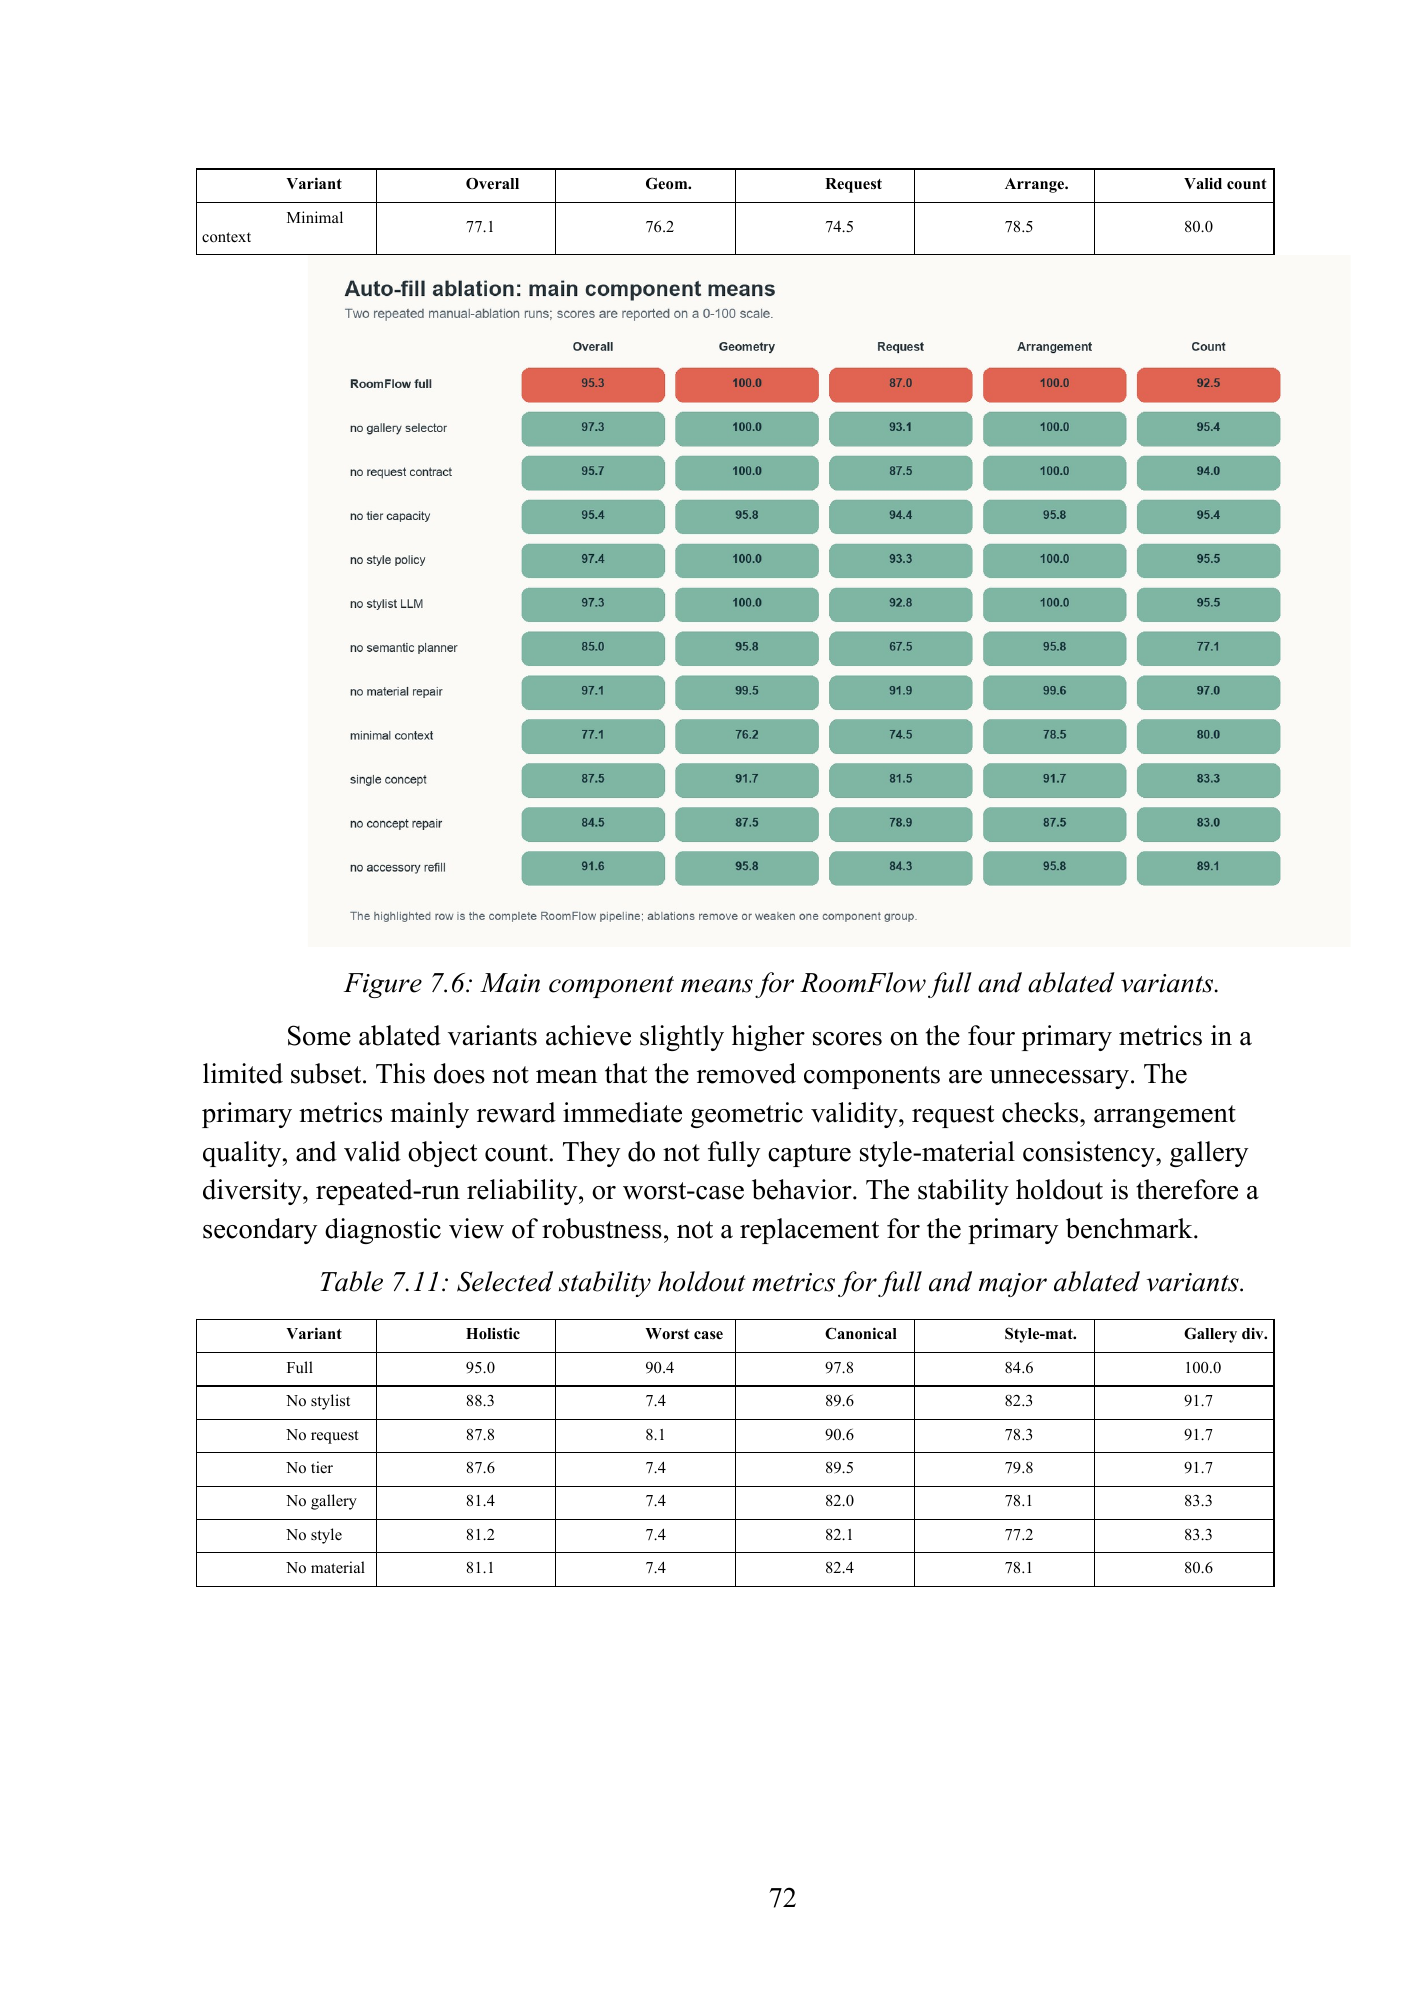 Variant Overall Geom. Request Arrange. Valid count
Minimal context 77.1 76.2 74.5 78.5 80.0
Auto-fill ablation: main component means
Two repeated manual-ablation runs; scores are reported on a 0-100 scale.
Overall Geometry Request Arrangement Count
RoomFlow full 95.3 100.0 87.0 100.0 92.5
no gallery selector 97.3 100.0 93.1 100.0 95.4
no request contract 95.7 100.0 87.5 100.0 94.0
no tier capacity 95.4 95.8 94.4 95.8 95.4
no style policy 97.4 100.0 93.3 100.0 95.5
no stylist LLM 97.3 100.0 92.8 100.0 95.5
no semantic planner 85.0 95.8 67.5 95.8 77.1
no material repair 97.1 99.5 91.9 99.6 97.0
minimal context 77.1 76.2 74.5 78.5 80.0
single concept 87.5 91.7 81.5 91.7 83.3
no concept repair 84.5 87.5 78.9 87.5 83.0
no accessory refill 91.6 95.8 84.3 95.8 89.1
The highlighted row is the complete RoomFlow pipeline; ablations remove or weaken one component group.
Figure 7.6: Main component means for RoomFlow full and ablated variants.
Some ablated variants achieve slightly higher scores on the four primary metrics in a
limited subset. This does not mean that the removed components are unnecessary. The
primary metrics mainly reward immediate geometric validity, request checks, arrangement
quality, and valid object count. They do not fully capture style-material consistency, gallery
diversity, repeated-run reliability, or worst-case behavior. The stability holdout is therefore a
secondary diagnostic view of robustness, not a replacement for the primary benchmark.
Table 7.11: Selected stability holdout metrics for full and major ablated variants.
Variant Holistic Worst case Canonical Style-mat. Gallery div.
Full 95.0 90.4 97.8 84.6 100.0
No stylist 88.3 7.4 89.6 82.3 91.7
No request 87.8 8.1 90.6 78.3 91.7
No tier 87.6 7.4 89.5 79.8 91.7
No gallery 81.4 7.4 82.0 78.1 83.3
No style 81.2 7.4 82.1 77.2 83.3
No material 81.1 7.4 82.4 78.1 80.6
72